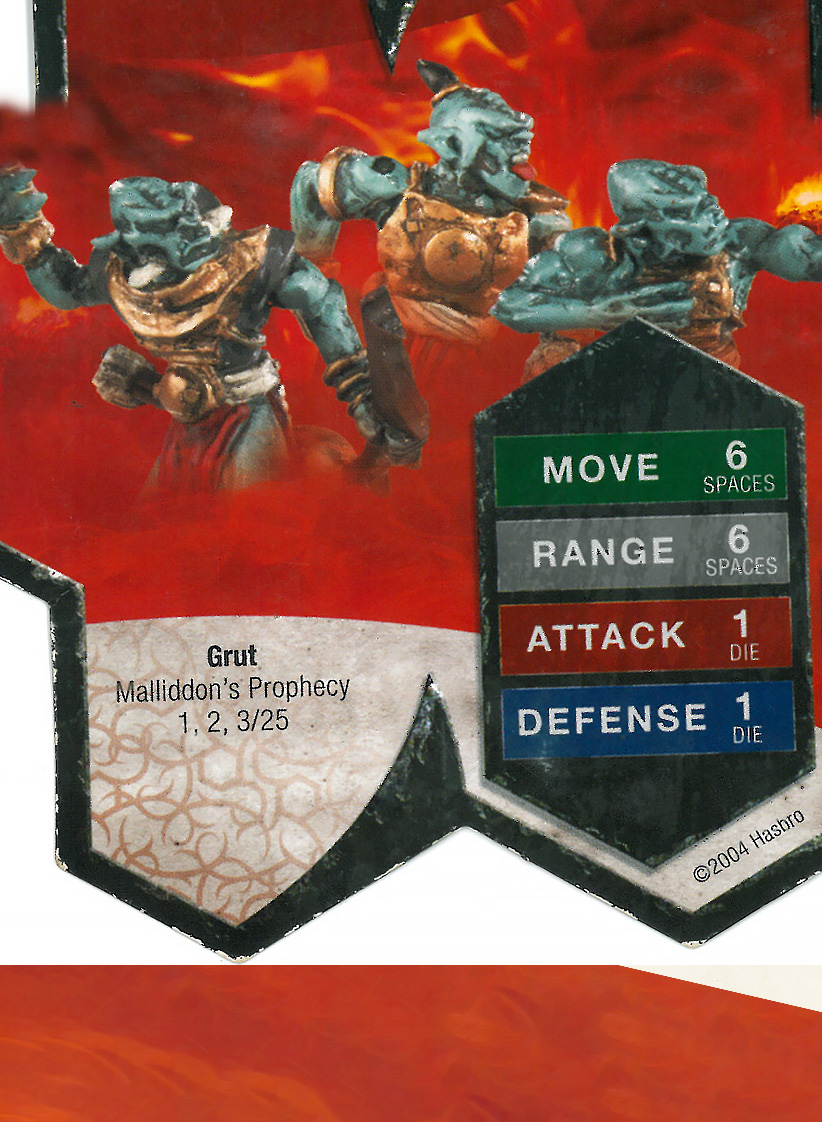 MOVE 6
SPACES
RANGE 6
SPACES
ATTACK 1
DIE
DEFENSE 1
DIE
Grut
Malliddon's Prophecy
1, 2, 3/25
©2004 Hasbro